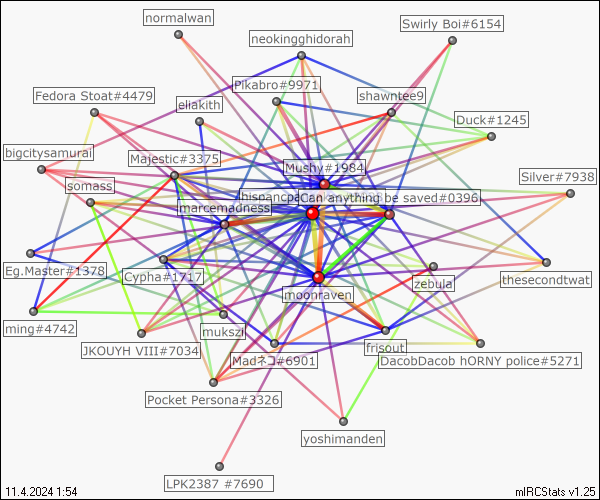 normalwan
Swirly Boi#6154
neokingghidorah
Pikabro#9971
Fedora Stoat#4479
shawntee9
eliakith
Duck#1245
bigcitysamurai
Majestic#3375
Mushy#1984
Silver#7938
somass
hispancpa
Can anything be saved#0396
marcemadness
Eg.Master#1378
Cypha#1717
zebula
thesecondtwat
moonraven
ming#4742
mukszi
JKOUYH VIII#7034
Madネコ#6901
frisout
DacobDacob hORNY police#5271
Pocket Persona#3326
yoshimanden
LPK2387 #7690
11.4.2024 1:54
mIRCStats v1.25